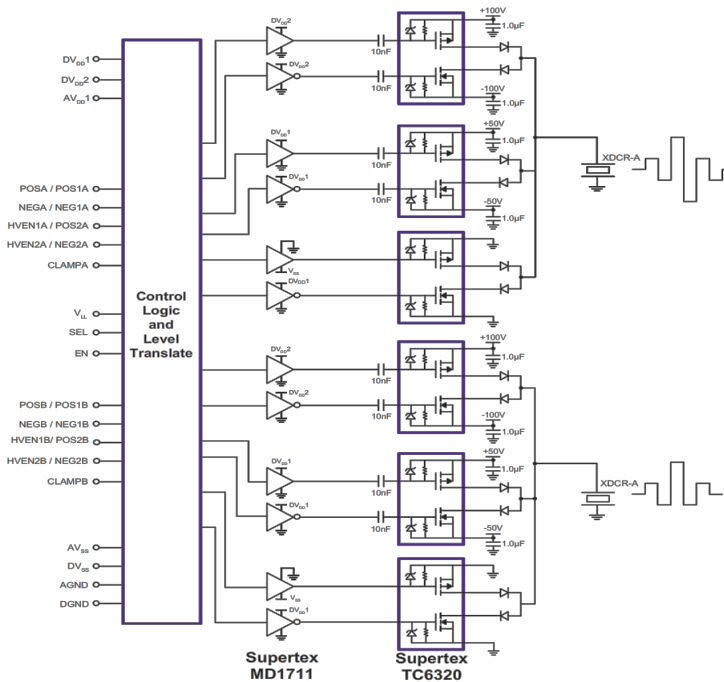 DVDD2
+100V
1.0µF
10nF
DVDD2
10nF
-100V
1.0µF
DVDD1
DVDD2
AVDD1
DVDD1
+50V
1.0µF
10nF
XDCR-A
DVDD1
10nF
-50V
1.0µF
POSA / POS1A
NEGA / NEG1A
HVEN1A / POS2A
HVEN2A / NEG2A
CLAMPA
VSS
DVDD1
Control
Logic
and
Level
Translate
VLL
SEL
EN
DVDD2
+100V
1.0µF
10nF
DVDD2
10nF
-100V
1.0µF
POSB / POS1B
NEGB / NEG1B
HVEN1B/ POS2B
HVEN2B / NEG2B
CLAMPB
DVDD1
+50V
1.0µF
10nF
XDCR-A
DVDD1
10nF
-50V
1.0µF
AVSS
DVSS
AGND
DGND
VSS
DVDD1
Supertex
MD1711
Supertex
TC6320